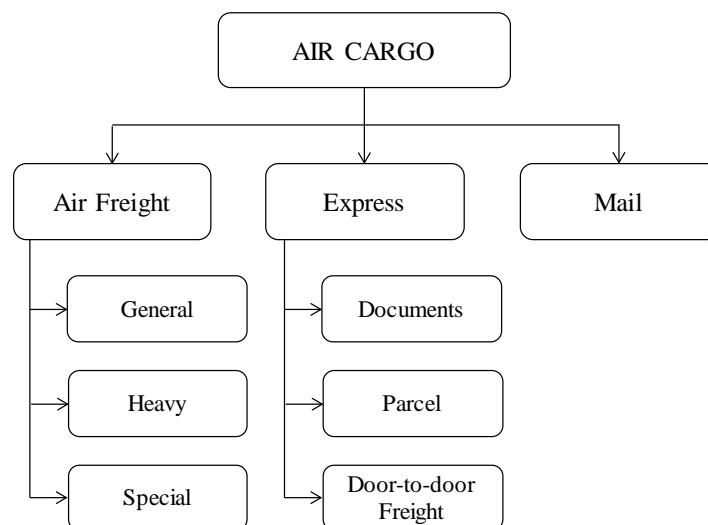 AIR CARGO
Air Freight
Express
Mail
General
Documents
Heavy
Parcel
Special
Door-to-door
Freight